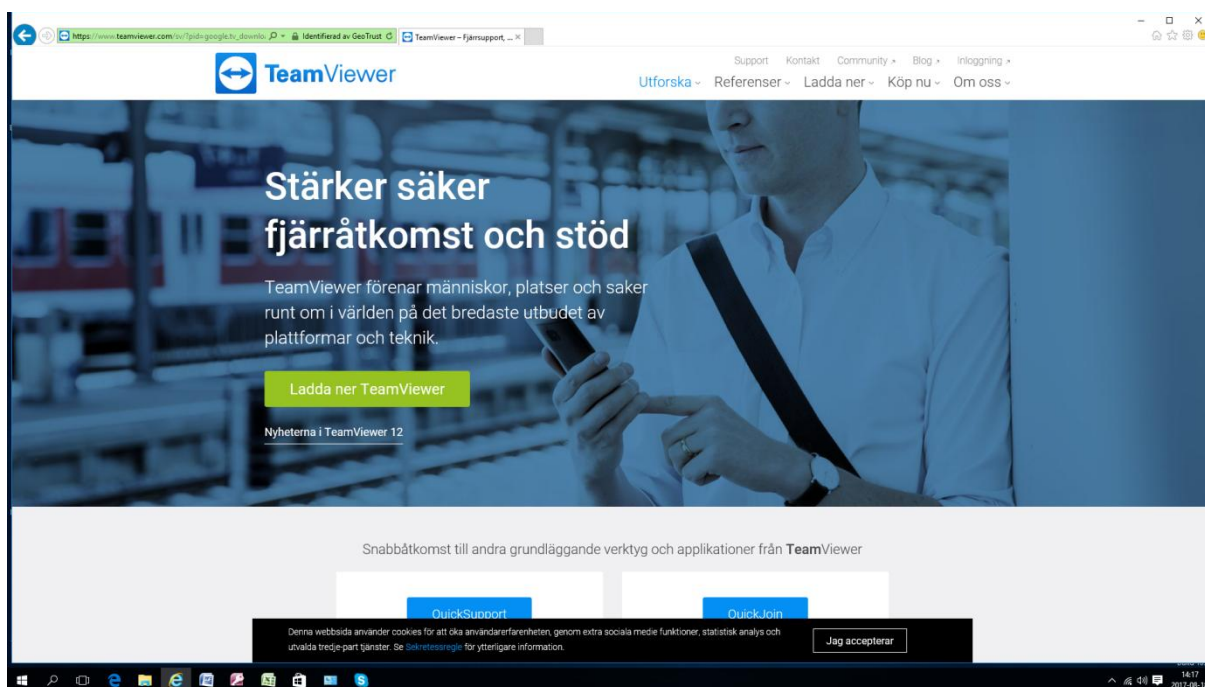 https://www.teamviewer.com/sv/?pid=google.tv_downlo.
Identifierad av GeoTrust
TeamViewer – Fjärrsupport, ...
TeamViewer
Support Kontakt Community Blog Inloggning
Utforska Referenser Ladda ner Köp nu Om oss
Stärker säker
fjärråtkomst och stöd
TeamViewer förenar människor, platser och saker
runt om i världen på det bredaste utbudet av
plattformar och teknik.
Ladda ner TeamViewer
Nyheterna i TeamViewer 12
Snabbåtkomst till andra grundläggande verktyg och applikationer från TeamViewer
QuickSupport QuickJoin
Denna webbsida använder cookies för att öka användarerfarenheten, genom extra sociala medie funktioner, statistisk analys och
utvalda tredje-part tjänster. Se Sekretessregle för ytterligare information.
Jag accepterar
14:17
2017-08-1